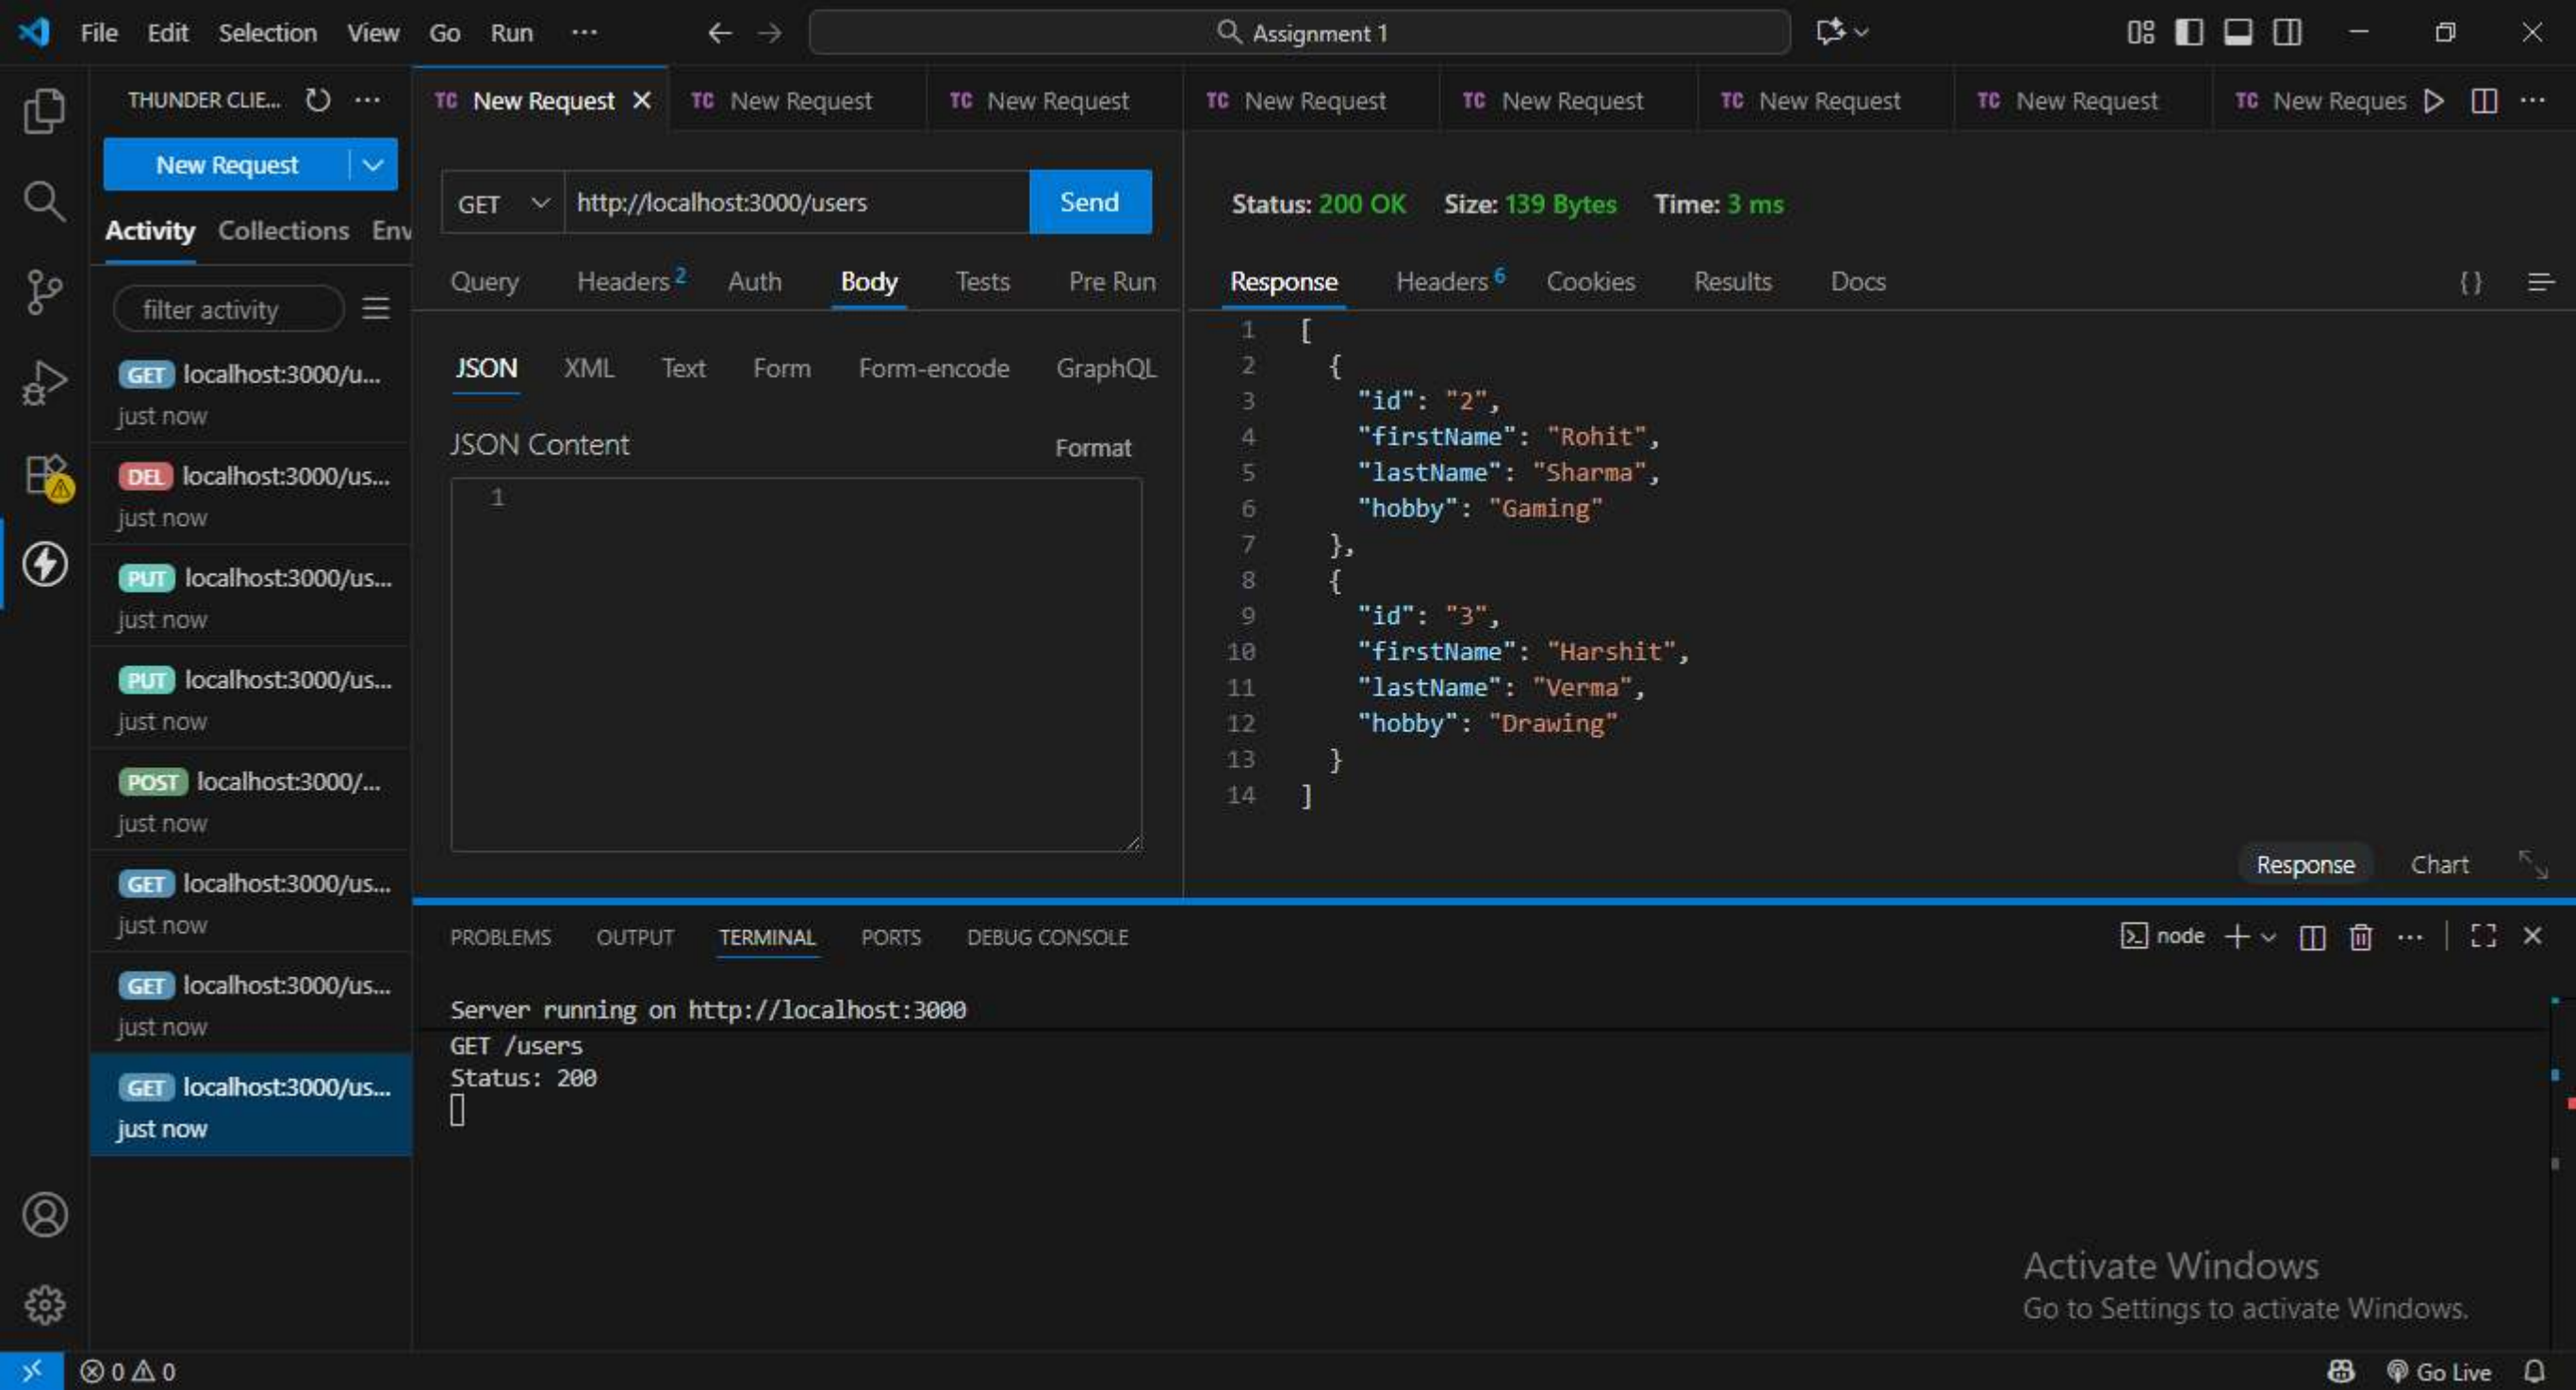 File Edit Selection View Go Run ··· Assignment 1
THUNDER CLIE... ···
New Request
Activity Collections Env
filter activity
GET localhost:3000/u...
just now
DEL localhost:3000/us...
just now
PUT localhost:3000/us...
just now
PUT localhost:3000/us...
just now
POST localhost:3000/...
just now
GET localhost:3000/us...
just now
GET localhost:3000/us...
just now
GET localhost:3000/us...
just now
TC New Request TC New Request TC New Request TC New Request TC New Request TC New Request TC New Request TC New Reques ···
GET http://localhost:3000/users Send
Query Headers 2 Auth Body Tests Pre Run
JSON XML Text Form Form-encode GraphQL
JSON Content Format
1
Status: 200 OK Size: 139 Bytes Time: 3 ms
Response Headers 6 Cookies Results Docs {}
1 [
2 {
3 "id": "2",
4 "firstName": "Rohit",
5 "lastName": "Sharma",
6 "hobby": "Gaming"
7 },
8 {
9 "id": "3",
10 "firstName": "Harshit",
11 "lastName": "Verma",
12 "hobby": "Drawing"
13 }
14 ]
Response Chart
PROBLEMS OUTPUT TERMINAL PORTS DEBUG CONSOLE node ···
Server running on http://localhost:3000
GET /users
Status: 200
Activate Windows
Go to Settings to activate Windows.
0 0 Go Live